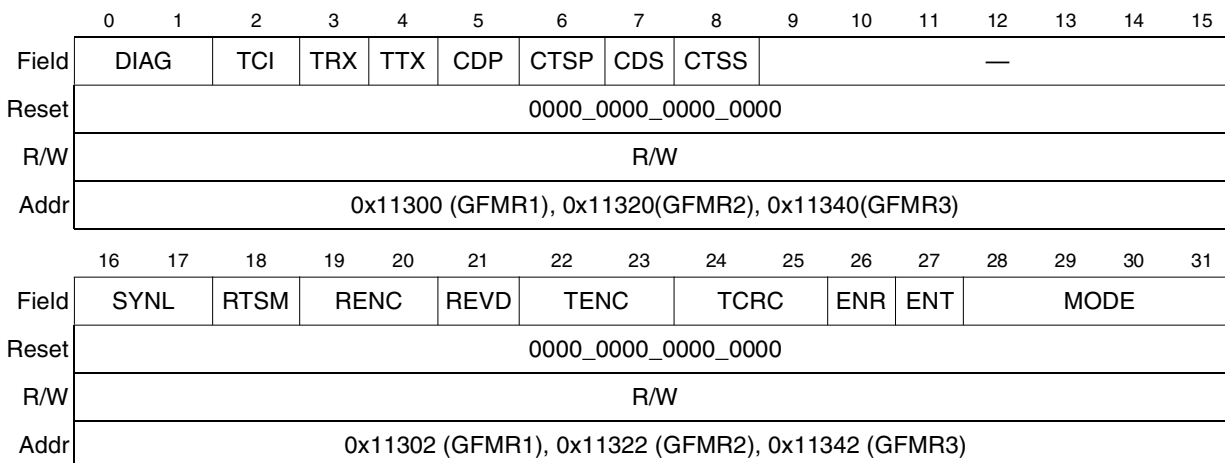 0 1 2 3 4 5 6 7 8 9 10 11 12 13 14 15
Field DIAG TCI TRX TTX CDP CTSP CDS CTSS —
Reset 0000_0000_0000_0000
R/W R/W
Addr 0x11300 (GFMR1), 0x11320(GFMR2), 0x11340(GFMR3)
16 17 18 19 20 21 22 23 24 25 26 27 28 29 30 31
Field SYNL RTSM RENC REVD TENC TCRC ENR ENT MODE
Reset 0000_0000_0000_0000
R/W R/W
Addr 0x11302 (GFMR1), 0x11322 (GFMR2), 0x11342 (GFMR3)